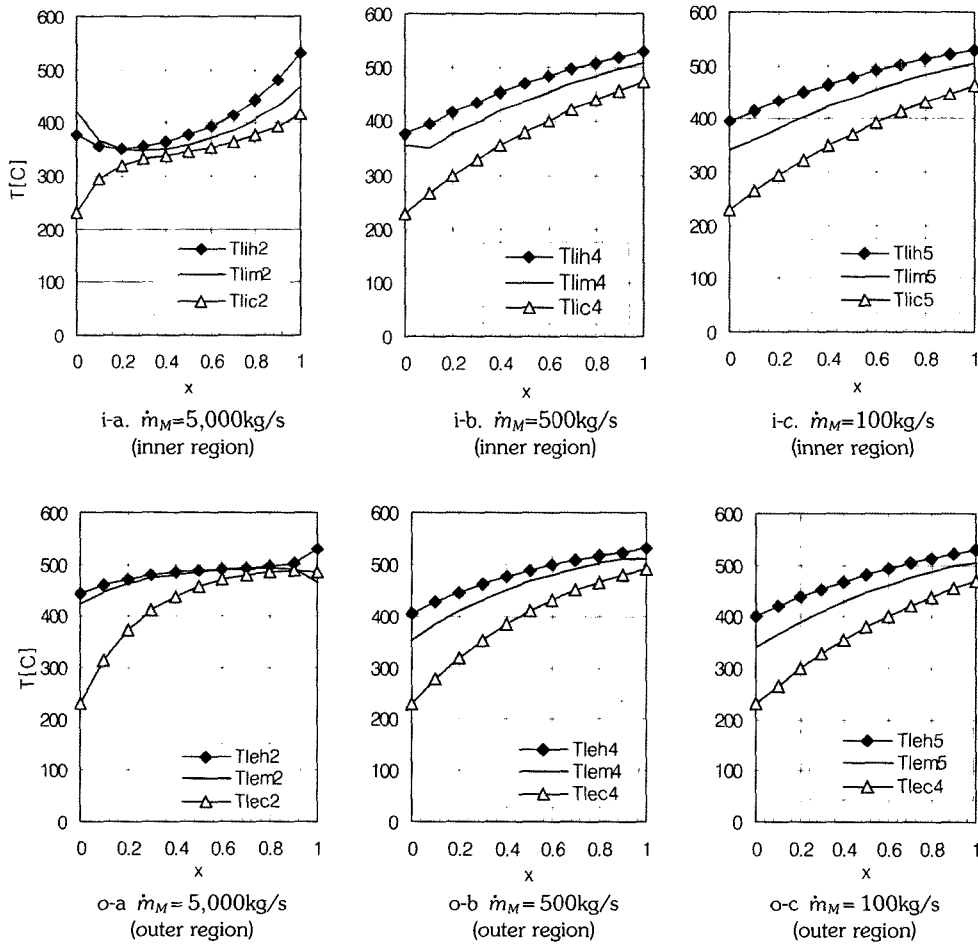 600
500
400
300
200
100
0
T[C]
Tlih2
Tlim2
Tlic2
0 0.2 0.4 0.6 0.8 1
x
i-a. ṁM=5,000kg/s
(inner region)
600
500
400
300
200
100
0
Tlih4
Tlim4
Tlic4
0 0.2 0.4 0.6 0.8 1
x
i-b. ṁM=500kg/s
(inner region)
600
500
400
300
200
100
0
Tlih5
Tlim5
Tlic5
0 0.2 0.4 0.6 0.8 1
x
i-c. ṁM=100kg/s
(inner region)
600
500
400
300
200
100
0
T[C]
Tleh2
Tlem2
Tlec2
0 0.2 0.4 0.6 0.8 1
x
o-a ṁM=5,000kg/s
(outer region)
600
500
400
300
200
100
0
Tleh4
Tlem4
Tlec4
0 0.2 0.4 0.6 0.8 1
x
o-b ṁM=500kg/s
(outer region)
600
500
400
300
200
100
0
Tleh5
Tlem5
Tlec4
0 0.2 0.4 0.6 0.8 1
x
o-c ṁM=100kg/s
(outer region)